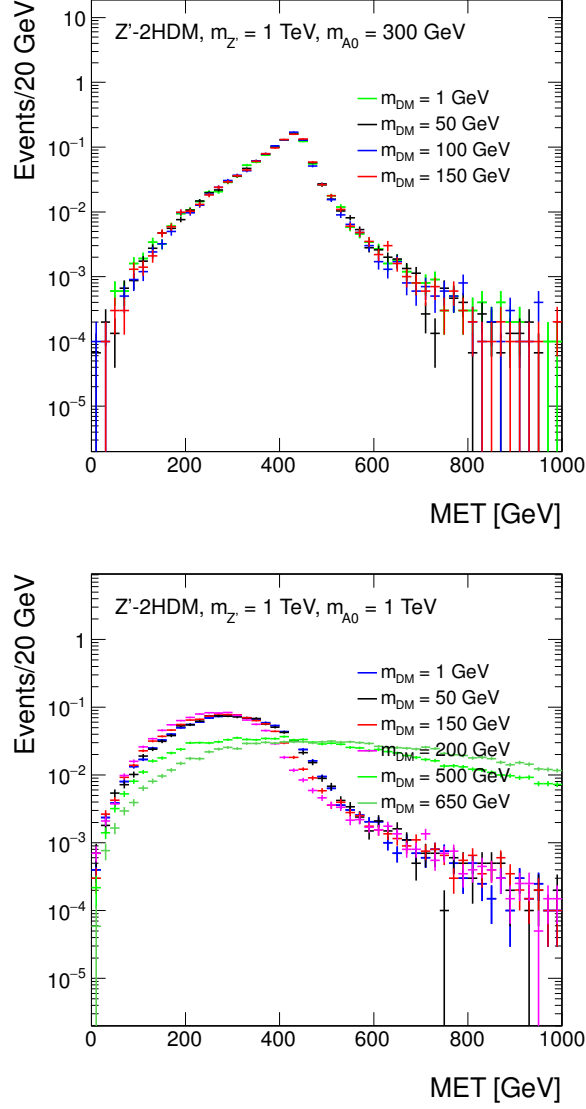 Z'-2HDM, m_Z' = 1 TeV, m_A0 = 300 GeV
Events/20 GeV
10
1
10⁻¹
10⁻²
10⁻³
10⁻⁴
10⁻⁵
m_DM = 1 GeV
m_DM = 50 GeV
m_DM = 100 GeV
m_DM = 150 GeV
0 200 400 600 800 1000
MET [GeV]
Z'-2HDM, m_Z' = 1 TeV, m_A0 = 1 TeV
Events/20 GeV
1
10⁻¹
10⁻²
10⁻³
10⁻⁴
10⁻⁵
m_DM = 1 GeV
m_DM = 50 GeV
m_DM = 150 GeV
m_DM = 200 GeV
m_DM = 500 GeV
m_DM = 650 GeV
0 200 400 600 800 1000
MET [GeV]